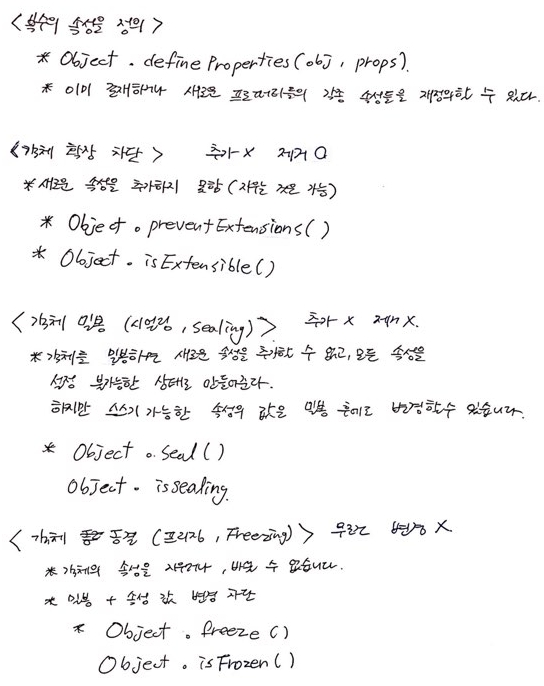 <복수의 속성을 정의>
* Object . defineProperties(obj, props).
* 이미 존재하거나 새로운 프로퍼티들의 각종 속성들을 재정의할 수 있다.
<객체 확장 차단> 추가 X 제거 O
* 새로운 속성을 추가하지 못함 (지우는 것은 가능)
* Object . preventExtensions()
* Object . isExtensible()
<객체 밀봉 (시얼링, sealing)> 추가 X 제거 X.
* 객체를 밀봉하면 새로운 속성을 추가할 수 없고, 모든 속성을
설정 불가능한 상태로 만들어준다.
하지만 쓰기 가능한 속성의 값은 밀봉 후에도 변경할수 있습니다.
* Object . seal()
Object . issealing.
<객체 동결 (프리징, Freezing)> 무조건 변경 X
* 객체의 속성을 지우거나, 바꿀 수 없습니다.
* 밀봉 + 속성 값 변경 차단
* Object . freeze ()
Object . isFrozen()